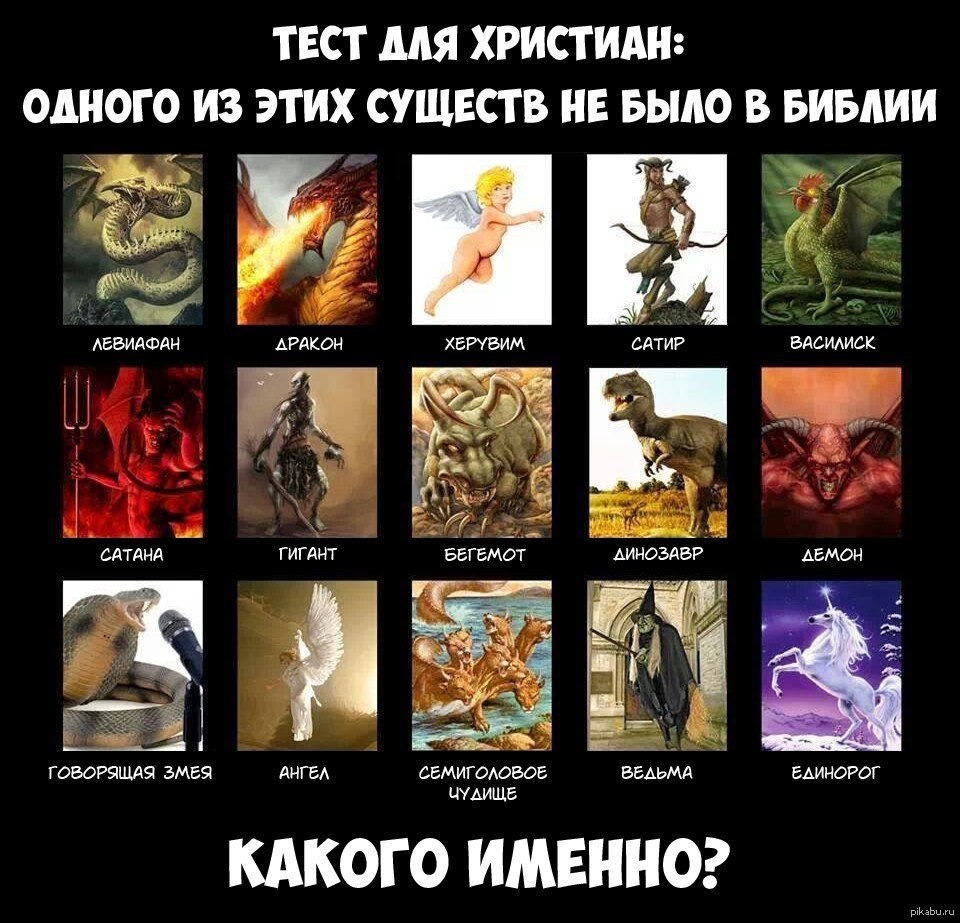 ТЕСТ ДЛЯ ХРИСТИАН:
ОДНОГО ИЗ ЭТИХ СУЩЕСТВ НЕ БЫЛО В БИБЛИИ
ЛЕВИАФАН ДРАКОН ХЕРУВИМ САТИР ВАСИЛИСК
САТАНА ГИГАНТ БЕГЕМОТ ДИНОЗАВР ДЕМОН
ГОВОРЯЩАЯ ЗМЕЯ АНГЕЛ СЕМИГОЛОВОЕ ВЕДЬМА ЕДИНОРОГ
ЧУДИЩЕ
КАКОГО ИМЕННО?
pikabu.ru